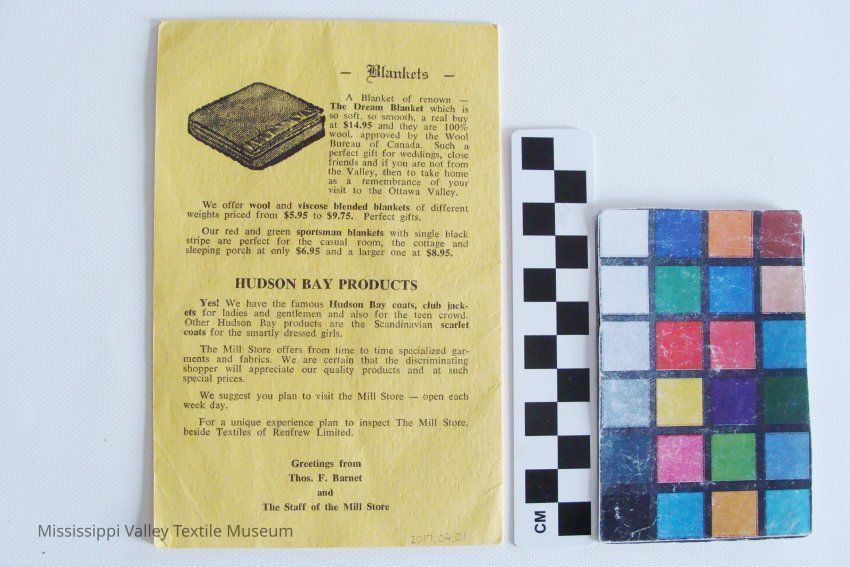 — Blankets —
A Blanket of renown —
The Dream Blanket which is
so soft, so smooth, a real buy
at $14.95 and they are 100%
wool, approved by the Wool
Bureau of Canada. Such a
perfect gift for weddings, close
friends and if you are not from
the Valley, then to take home
as a remembrance of your
visit to the Ottawa Valley.
We offer wool and viscose blended blankets of different
weights priced from $5.95 to $9.75. Perfect gifts.
Our red and green sportsman blankets with single black
stripe are perfect for the casual room, the cottage and
sleeping porch at only $6.95 and a larger one at $8.95.
HUDSON BAY PRODUCTS
Yes! We have the famous Hudson Bay coats, club jack-
ets for ladies and gentlemen and also for the teen crowd.
Other Hudson Bay products are the Scandinavian scarlet
coats for the smartly dressed girls.
The Mill Store offers from time to time specialized gar-
ments and fabrics. We are certain that the discriminating
shopper will appreciate our quality products and at such
special prices.
We suggest you plan to visit the Mill Store — open each
week day.
For a unique experience plan to inspect The Mill Store,
beside Textiles of Renfrew Limited.
Greetings from
Thos. F. Barnet
and
The Staff of the Mill Store
2017.04.01
CM
Mississippi Valley Textile Museum